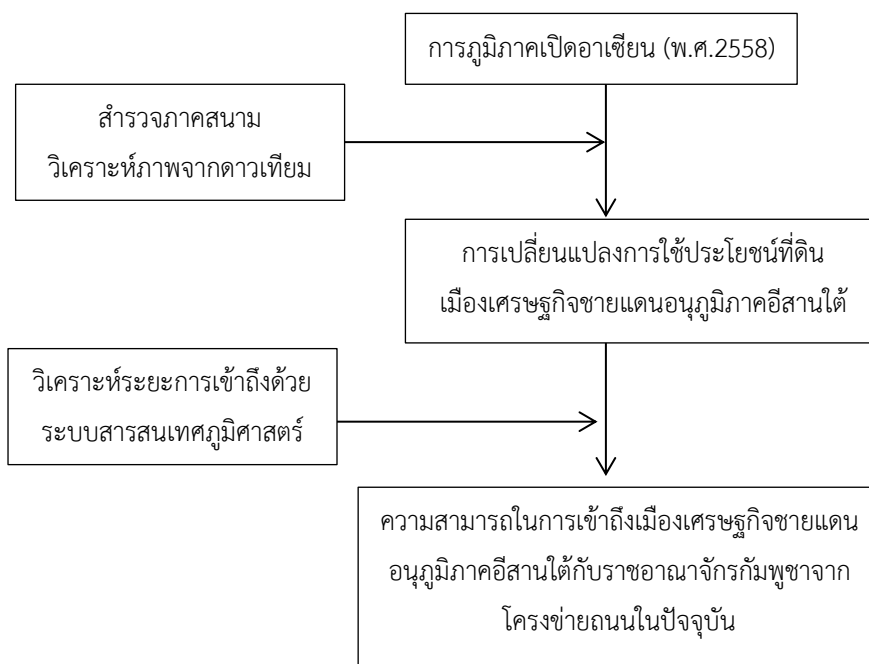 การภูมิภาคเปิดอาเซียน (พ.ศ.2558)
สำรวจภาคสนาม
วิเคราะห์ภาพจากดาวเทียม
การเปลี่ยนแปลงการใช้ประโยชน์ที่ดิน
เมืองเศรษฐกิจชายแดนอนุภูมิภาคอีสานใต้
วิเคราะห์ระยะการเข้าถึงด้วย
ระบบสารสนเทศภูมิศาสตร์
ความสามารถในการเข้าถึงเมืองเศรษฐกิจชายแดน
อนุภูมิภาคอีสานใต้กับราชอาณาจักรกัมพูชาจาก
โครงข่ายถนนในปัจจุบัน